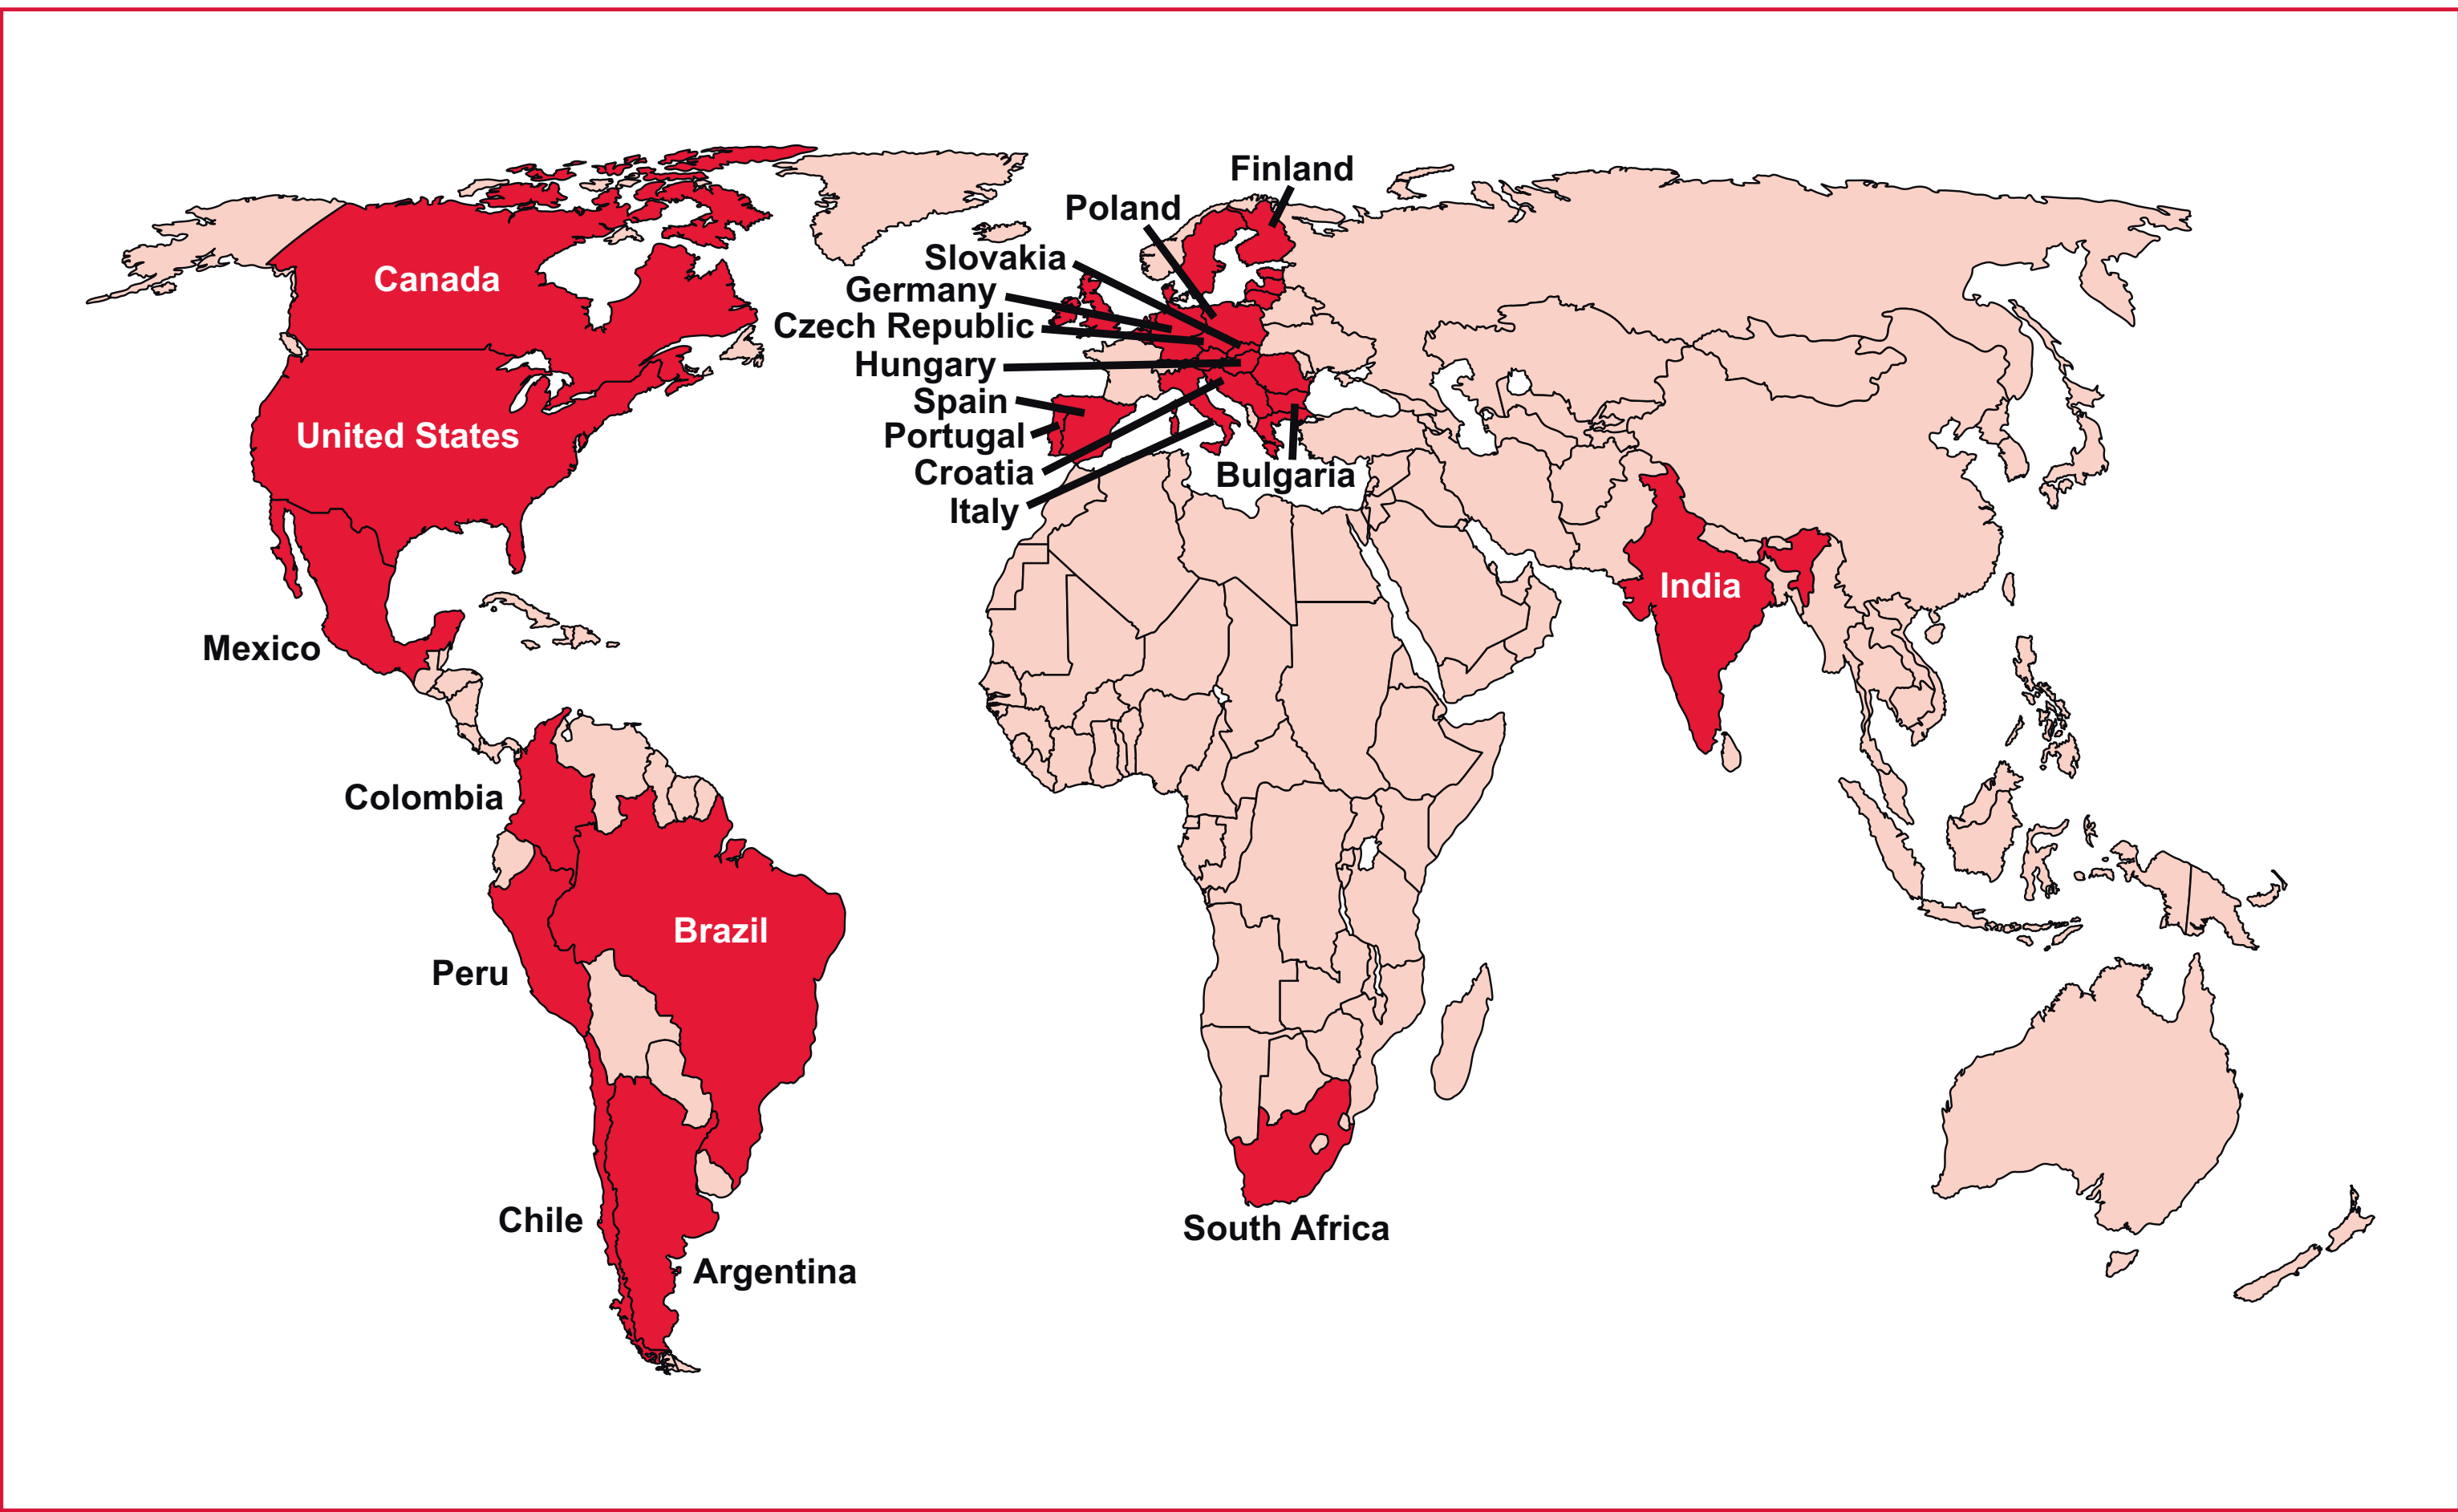 Finland
Poland
Slovakia
Canada
Germany
Czech Republic
Hungary
Spain
United States
Portugal
Croatia
Bulgaria
Italy
India
Mexico
Colombia
Brazil
Peru
Chile
South Africa
Argentina